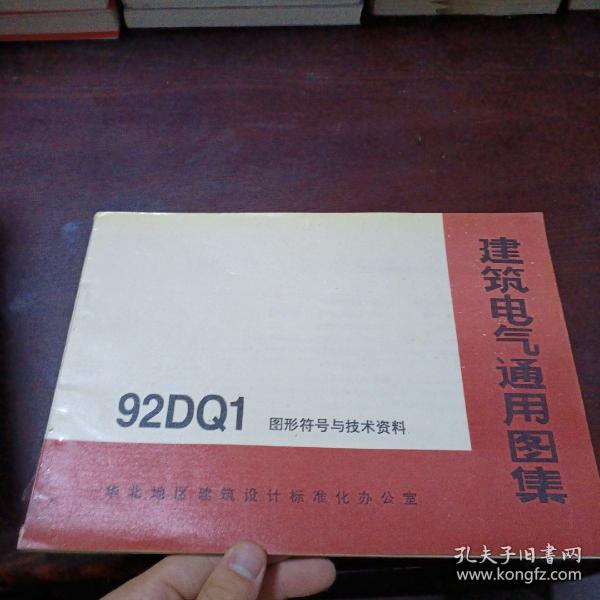 建筑电气通用图集
92DQ1 图形符号与技术资料
华北地区建筑设计标准化办公室
孔夫子旧書网
www.kongfz.com